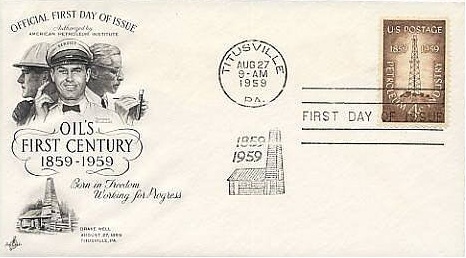 OFFICIAL FIRST DAY OF ISSUE
Authorized by
AMERICAN PETROLEUM INSTITUTE
SERVICE
OIL'S
FIRST CENTURY
1859-1959
Born in Freedom
Working for Progress
DRAKE WELL
AUGUST 27, 1859
TITUSVILLE, PA.
TITUSVILLE
AUG 27
9-AM
1959
PA.
1859
1959
U.S. POSTAGE
1859 1959
PETROLEUM INDUSTRY
4¢
FIRST DAY OF ISSUE